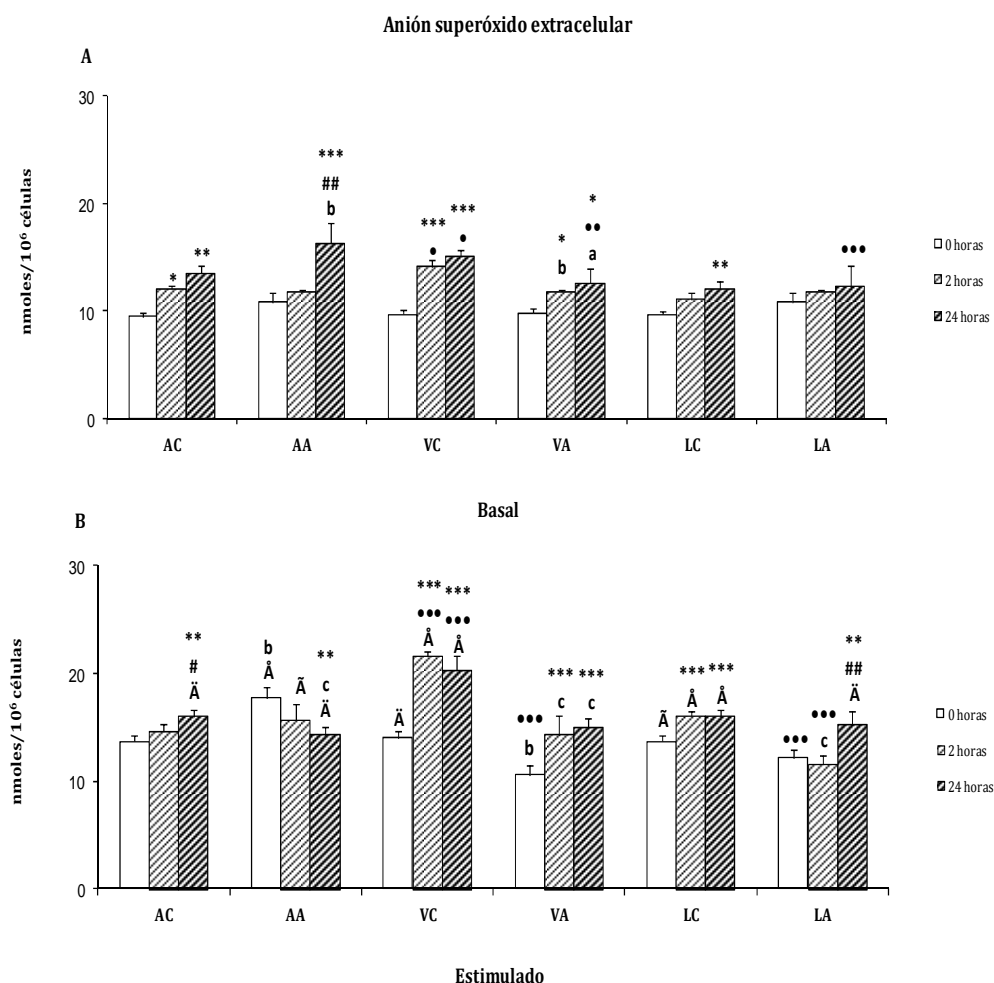 Anión superóxido extracelular
A
nmoles/10⁶ células
30
20
10
0
* **
***
##
b
*** ***
• •
* *
b ••
a
**
•••
0 horas
2 horas
24 horas
AC AA VC VA LC LA
Basal
B
nmoles/10⁶ células
30
20
10
0
**
#
Ä
b
Å
Ã
**
c
Ä
Ä
***
•••
Å
***
•••
Å
•••
b
***
c
***
c
Ã
***
Å
***
Å
•••
•••
c
**
##
Ä
0 horas
2 horas
24 horas
AC AA VC VA LC LA
Estimulado